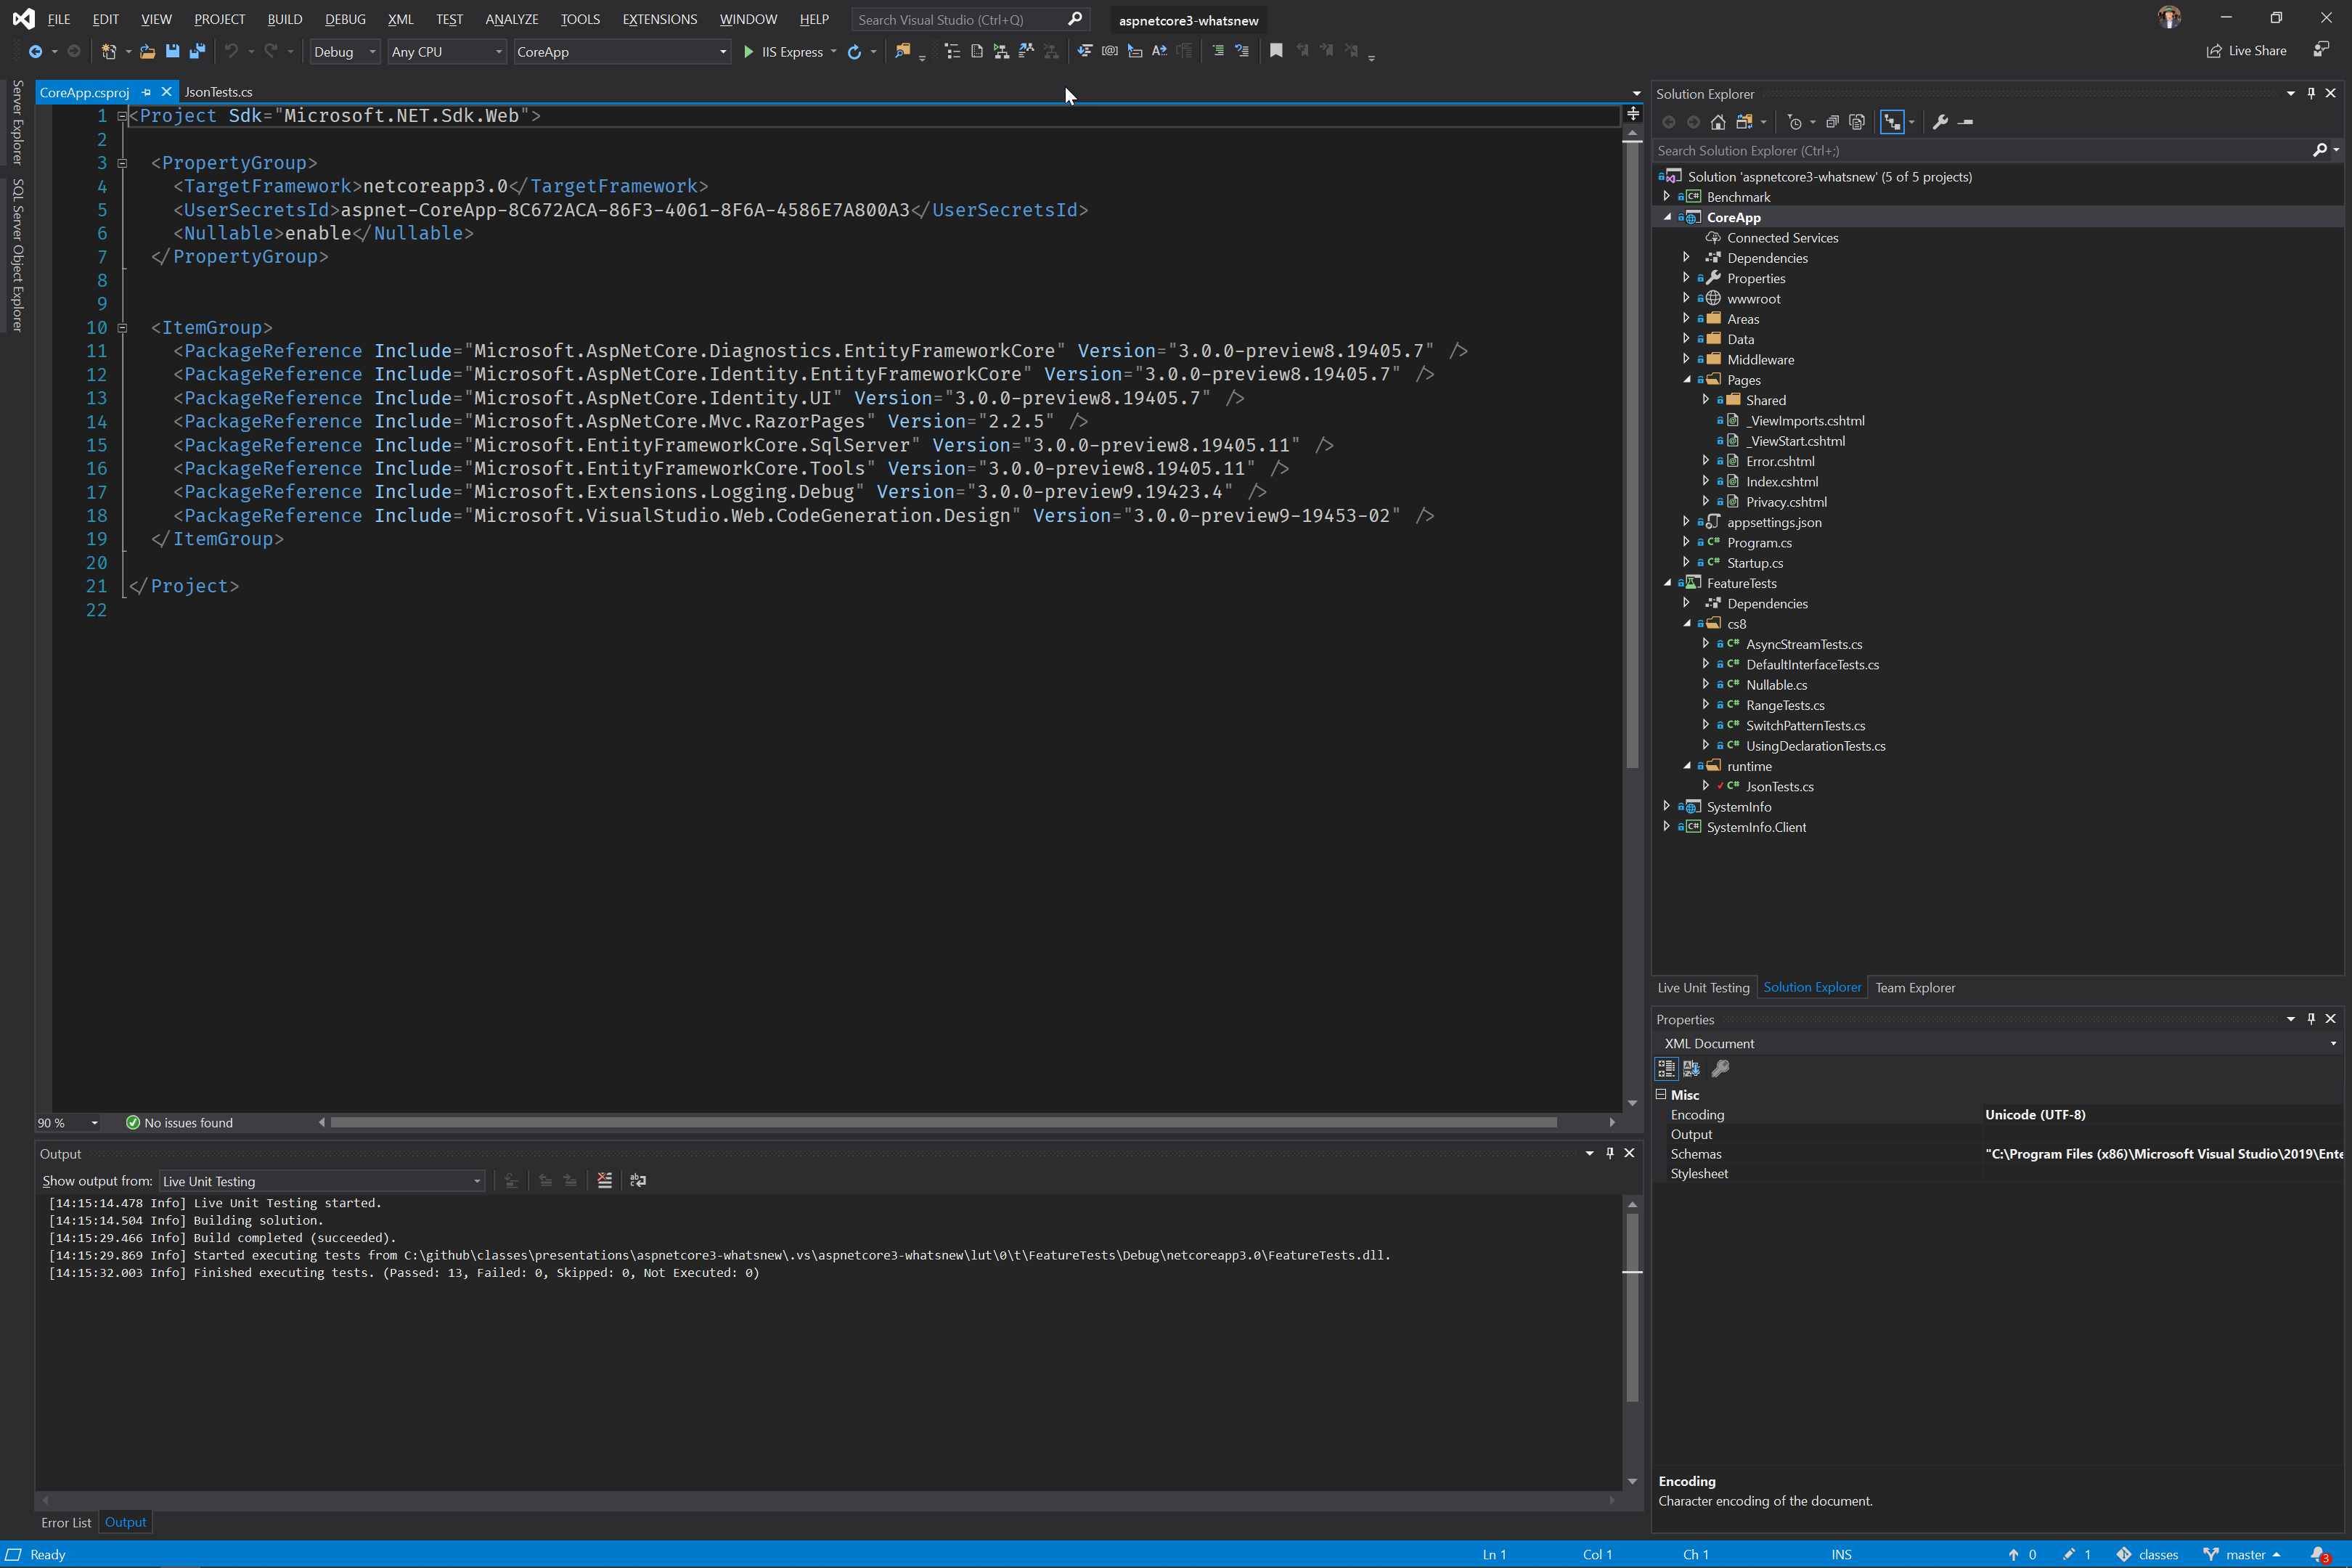 FILE EDIT VIEW PROJECT BUILD DEBUG XML TEST ANALYZE TOOLS EXTENSIONS WINDOW HELP Search Visual Studio (Ctrl+Q) aspnetcore3-whatsnew
Debug Any CPU CoreApp IIS Express Live Share
Server Explorer
SQL Server Object Explorer
CoreApp.csproj JsonTests.cs
1 <Project Sdk="Microsoft.NET.Sdk.Web">
2
3 <PropertyGroup>
4 <TargetFramework>netcoreapp3.0</TargetFramework>
5 <UserSecretsId>aspnet-CoreApp-8C672ACA-86F3-4061-8F6A-4586E7A800A3</UserSecretsId>
6 <Nullable>enable</Nullable>
7 </PropertyGroup>
8
9
10 <ItemGroup>
11 <PackageReference Include="Microsoft.AspNetCore.Diagnostics.EntityFrameworkCore" Version="3.0.0-preview8.19405.7" />
12 <PackageReference Include="Microsoft.AspNetCore.Identity.EntityFrameworkCore" Version="3.0.0-preview8.19405.7" />
13 <PackageReference Include="Microsoft.AspNetCore.Identity.UI" Version="3.0.0-preview8.19405.7" />
14 <PackageReference Include="Microsoft.AspNetCore.Mvc.RazorPages" Version="2.2.5" />
15 <PackageReference Include="Microsoft.EntityFrameworkCore.SqlServer" Version="3.0.0-preview8.19405.11" />
16 <PackageReference Include="Microsoft.EntityFrameworkCore.Tools" Version="3.0.0-preview8.19405.11" />
17 <PackageReference Include="Microsoft.Extensions.Logging.Debug" Version="3.0.0-preview9.19423.4" />
18 <PackageReference Include="Microsoft.VisualStudio.Web.CodeGeneration.Design" Version="3.0.0-preview9-19453-02" />
19 </ItemGroup>
20
21 </Project>
22
90 % No issues found
Output
Show output from: Live Unit Testing
[14:15:14.478 Info] Live Unit Testing started.
[14:15:14.504 Info] Building solution.
[14:15:29.466 Info] Build completed (succeeded).
[14:15:29.869 Info] Started executing tests from C:\github\classes\presentations\aspnetcore3-whatsnew\.vs\aspnetcore3-whatsnew\lut\0\t\FeatureTests\Debug\netcoreapp3.0\FeatureTests.dll.
[14:15:32.003 Info] Finished executing tests. (Passed: 13, Failed: 0, Skipped: 0, Not Executed: 0)
Error List Output
Solution Explorer
Search Solution Explorer (Ctrl+;)
Solution 'aspnetcore3-whatsnew' (5 of 5 projects)
C# Benchmark
CoreApp
Connected Services
Dependencies
Properties
wwwroot
Areas
Data
Middleware
Pages
Shared
_ViewImports.cshtml
_ViewStart.cshtml
Error.cshtml
Index.cshtml
Privacy.cshtml
appsettings.json
C# Program.cs
C# Startup.cs
FeatureTests
Dependencies
cs8
C# AsyncStreamTests.cs
C# DefaultInterfaceTests.cs
C# Nullable.cs
C# RangeTests.cs
C# SwitchPatternTests.cs
C# UsingDeclarationTests.cs
runtime
C# JsonTests.cs
SystemInfo
C# SystemInfo.Client
Live Unit Testing Solution Explorer Team Explorer
Properties
XML Document
Misc
Encoding Unicode (UTF-8)
Output
Schemas "C:\Program Files (x86)\Microsoft Visual Studio\2019\Ente
Stylesheet
Encoding
Character encoding of the document.
Ready Ln 1 Col 1 Ch 1 INS 0 1 classes master 3